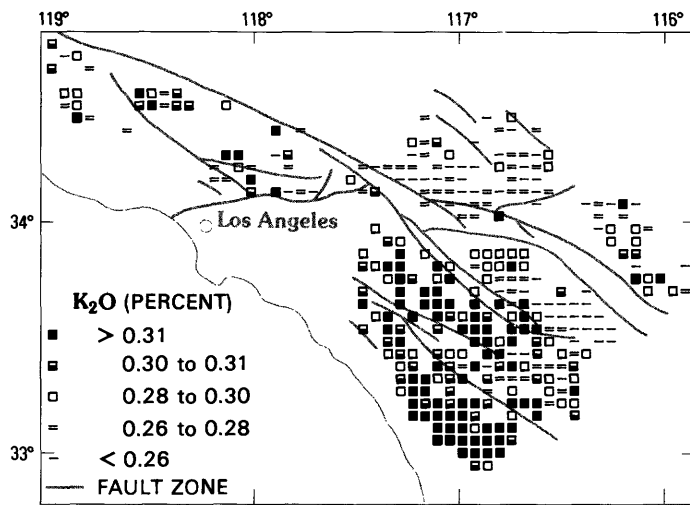 119° 118° 117° 116°
34°
Los Angeles
K₂O (PERCENT)
> 0.31
0.30 to 0.31
0.28 to 0.30
0.26 to 0.28
< 0.26
33°
FAULT ZONE